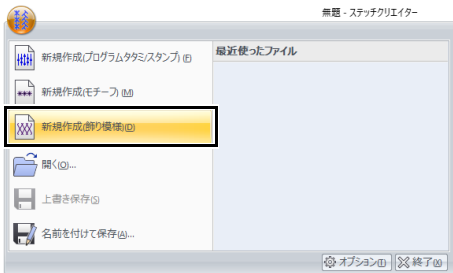 無題 - ステッチクリエイター
新規作成(プログラムタタミ/スタンプ) (F)
新規作成(モチーフ) (M)
新規作成(飾り模様)(D)
開く(O)...
上書き保存(S)
名前を付けて保存(A)...
最近使ったファイル
オプション(T)
終了(X)